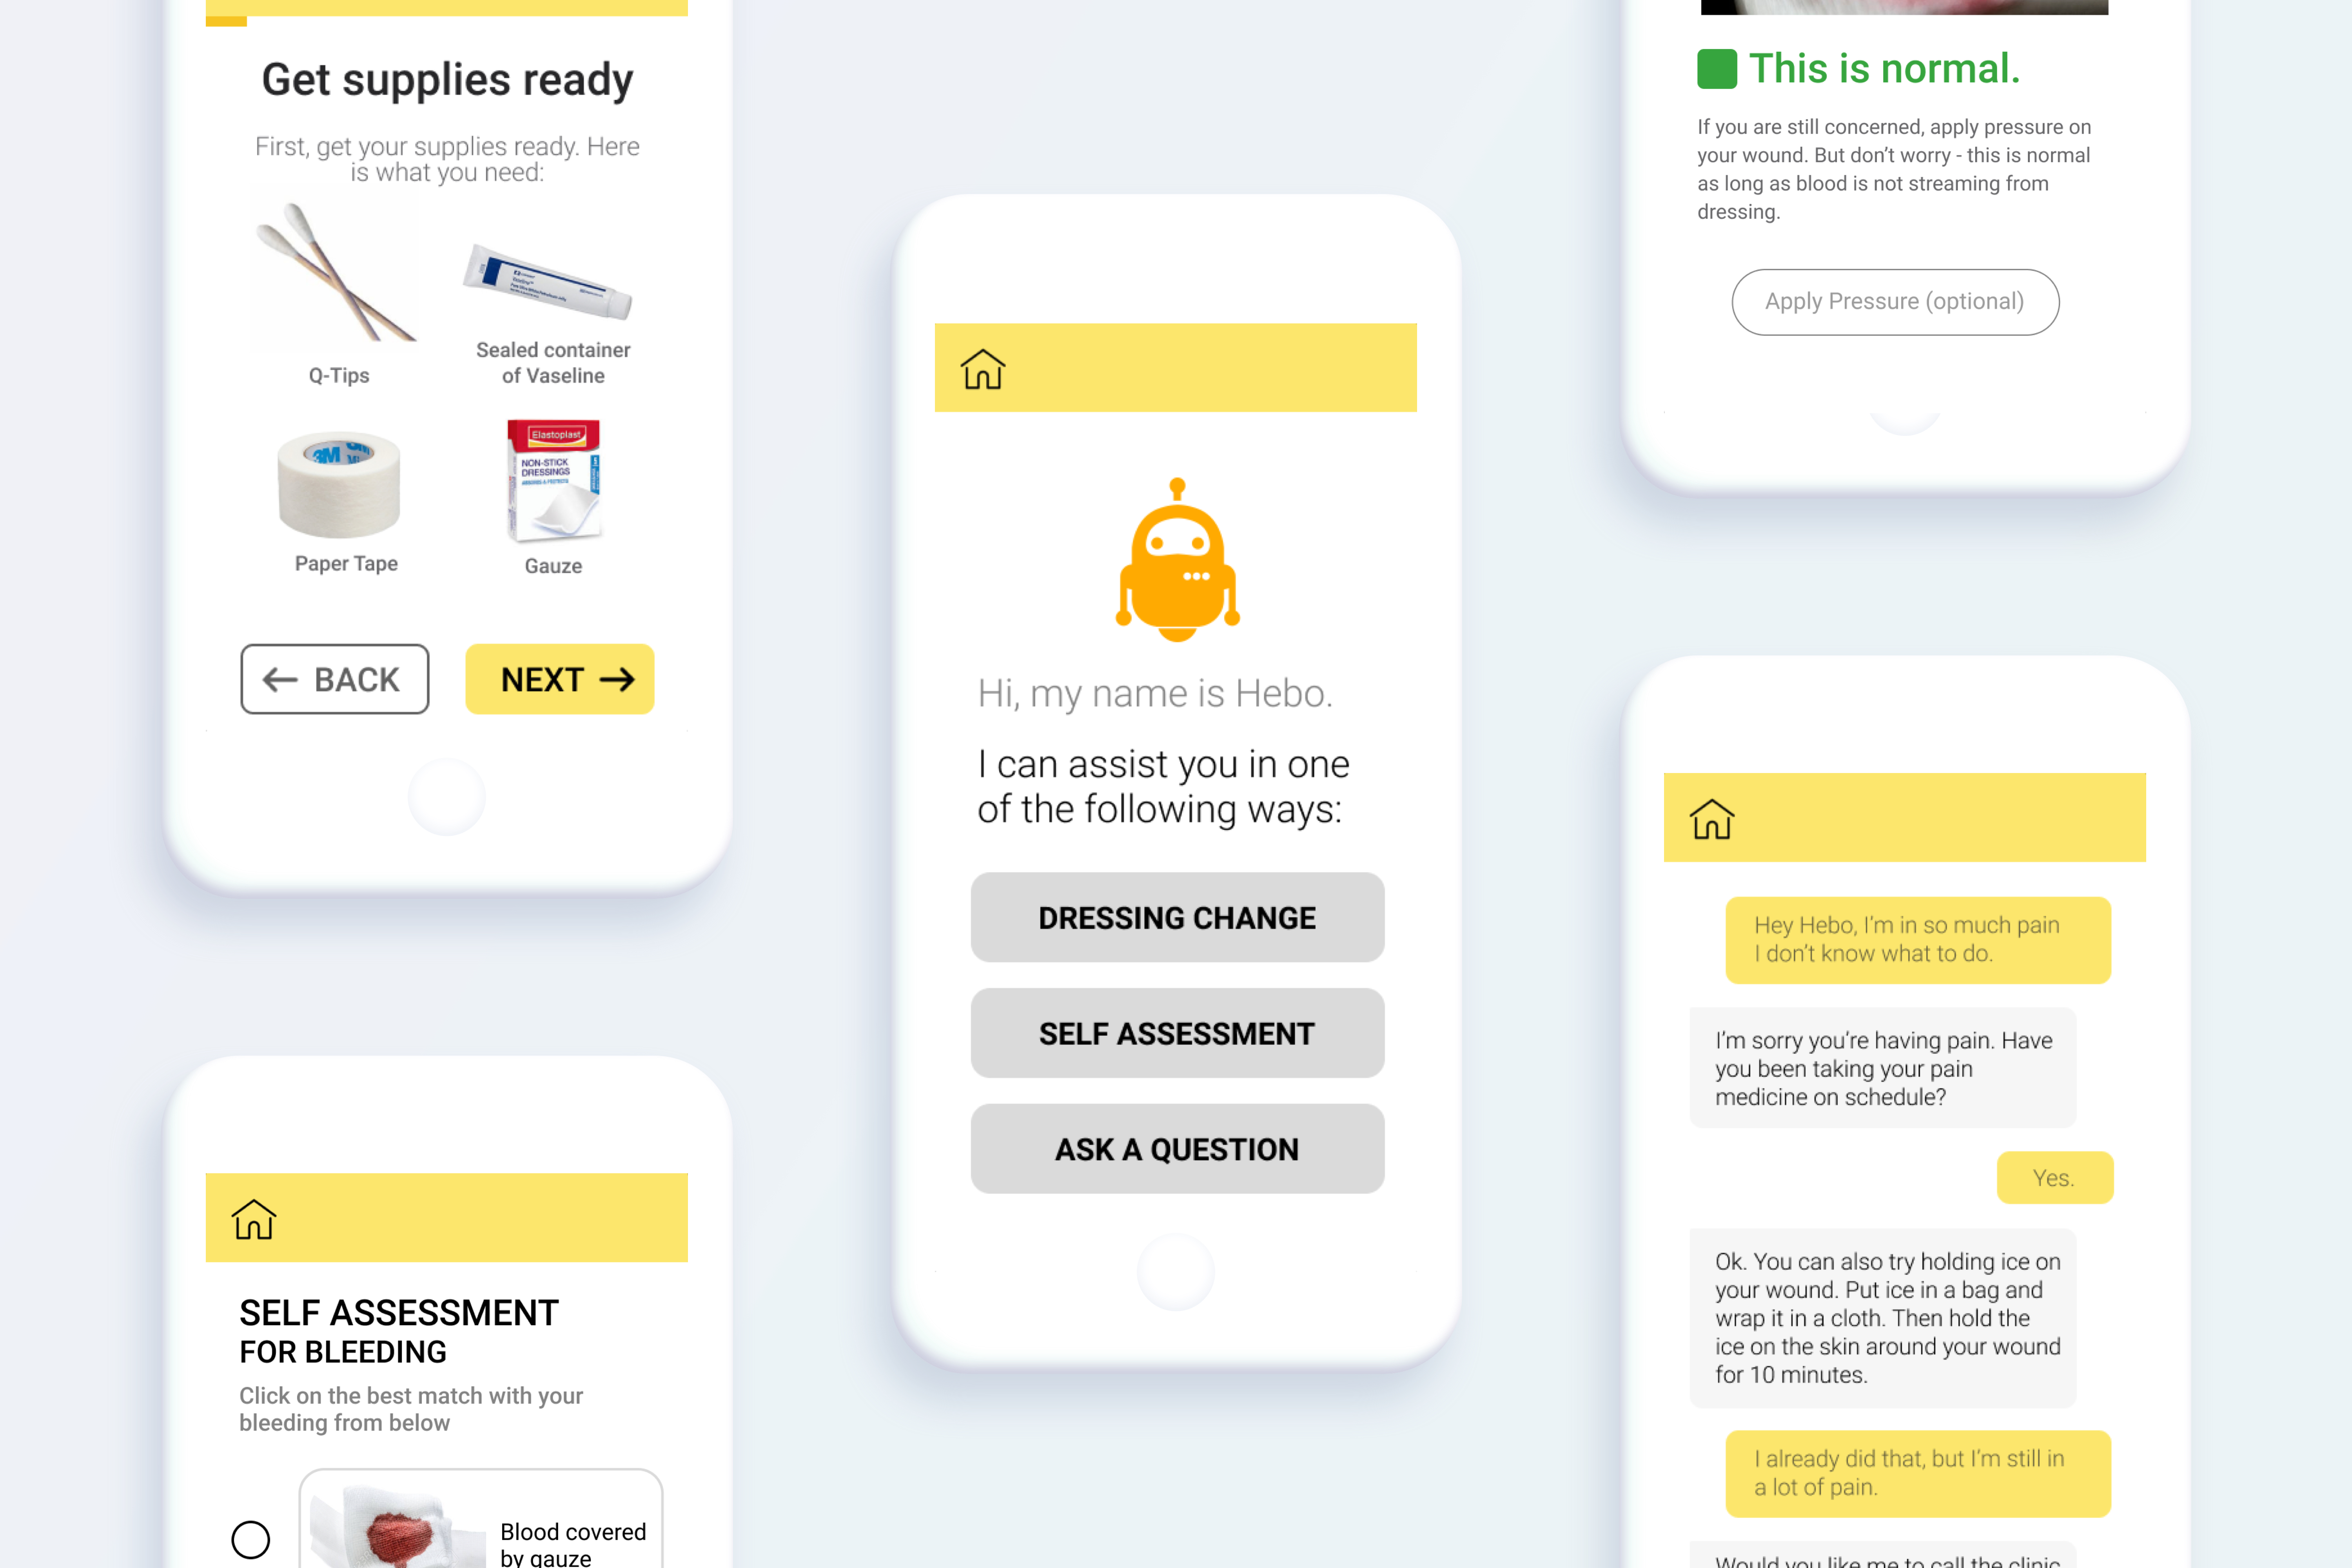 Get supplies ready
First, get your supplies ready. Here
is what you need:
Q-Tips
Sealed container
of Vaseline
3M
Elastoplast
NON-STICK
DRESSINGS
Paper Tape
Gauze
← BACK
NEXT →
SELF ASSESSMENT
FOR BLEEDING
Click on the best match with your
bleeding from below
Blood covered
by gauze
Hi, my name is Hebo.
I can assist you in one
of the following ways:
DRESSING CHANGE
SELF ASSESSMENT
ASK A QUESTION
This is normal.
If you are still concerned, apply pressure on
your wound. But don’t worry - this is normal
as long as blood is not streaming from
dressing.
Apply Pressure (optional)
Hey Hebo, I’m in so much pain
I don’t know what to do.
I’m sorry you’re having pain. Have
you been taking your pain
medicine on schedule?
Yes.
Ok. You can also try holding ice on
your wound. Put ice in a bag and
wrap it in a cloth. Then hold the
ice on the skin around your wound
for 10 minutes.
I already did that, but I’m still in
a lot of pain.
Would you like me to call the clinic